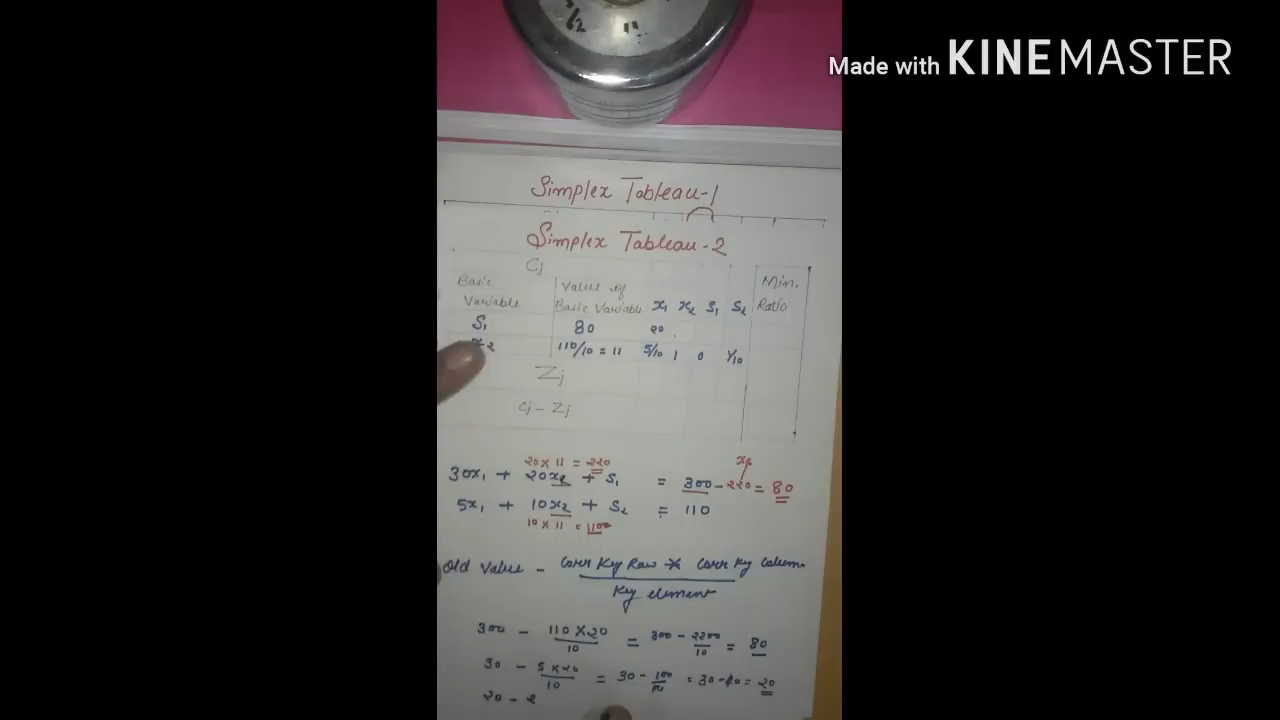 Made with KINEMASTER
Simplex Tableau-1
Simplex Tableau-2
Cj
Basic Variable
Value of Basic Variable
x₁ x₂ S₁ S₂
Min. Ratio
S₁ 80 20
110/10 = 11 5/10 1 0 1/10
Zj
Cj - Zj
20 x 11 = 220
30x₁ + 20x₂ + S₁ = 300 - 220 = 80
5x₁ + 10x₂ + S₂ = 110
10 x 11 =
Old Value - Corr Key Raw * Corr Ky Column
Key element
300 - 110 X 20 / 10 = 300 - 2200 / 10 = 80
30 - 5 x 20 / 10 = 30 - 100 / 10 = 30 - 10 = 20
20 - 2